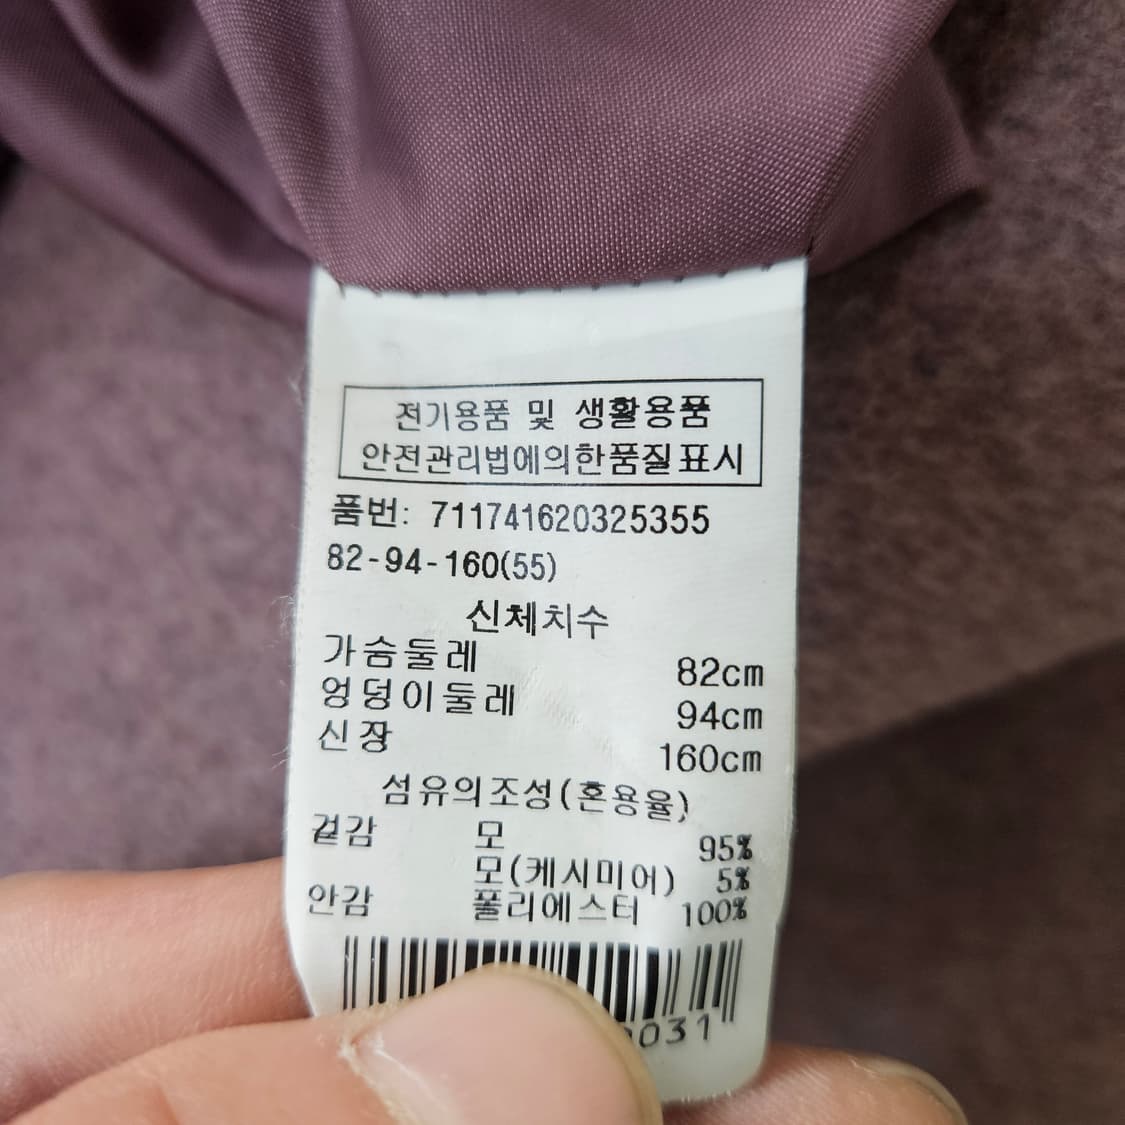 전기용품 및 생활용품
안전관리법에의한품질표시
품번: 711741620325355
82-94-160(55)
신체치수
가슴둘레 82cm
엉덩이둘레 94cm
신장 160cm
섬유의조성(혼용율)
겉감 모 95%
모(케시미어) 5%
안감 폴리에스터 100%
031